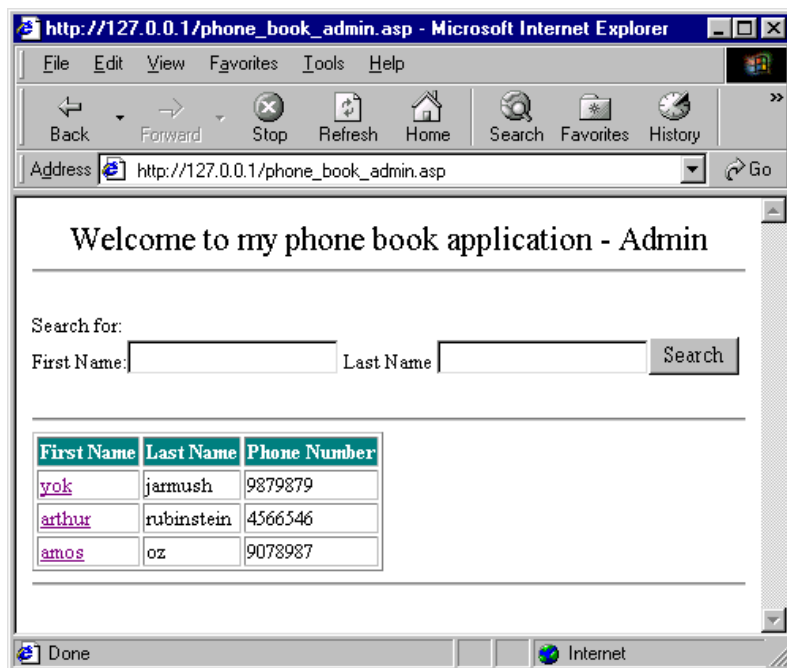 http://127.0.0.1/phone_book_admin.asp - Microsoft Internet Explorer
File Edit View Favorites Tools Help
Back Forward Stop Refresh Home Search Favorites History »
Address http://127.0.0.1/phone_book_admin.asp Go
Welcome to my phone book application - Admin
Search for:
First Name: Last Name Search
First Name Last Name Phone Number
yok jarmush 9879879
arthur rubinstein 4566546
amos oz 9078987
Done Internet